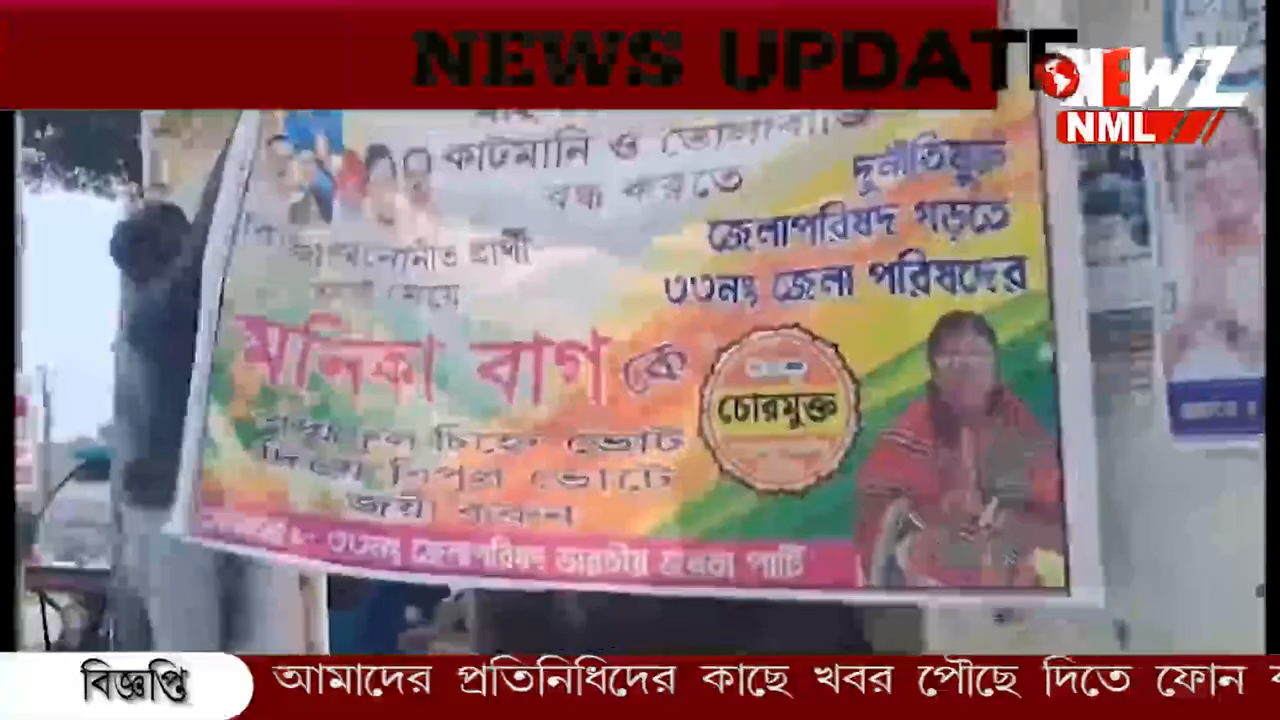 NEWS UPDATE
NEWZ
NML
কাটমানি ও তোলাবাজি
বন্ধ করতে
দুর্নীতিমুক্ত
জেলাপরিষদ গড়তে
৩৩নং জেলা পরিষদের
প্রার্থী
মেয়ে
মনিকা বাগ কে
চোরমুক্ত
চিহ্নে ভোট
দিয়ে বিপুল ভোটে
জয়ী করুন
৩৩নং জেলাপরিষদ ভারতীয় জনতা পার্টি
বিজ্ঞপ্তি
আমাদের প্রতিনিধিদের কাছে খবর পৌছে দিতে ফোন